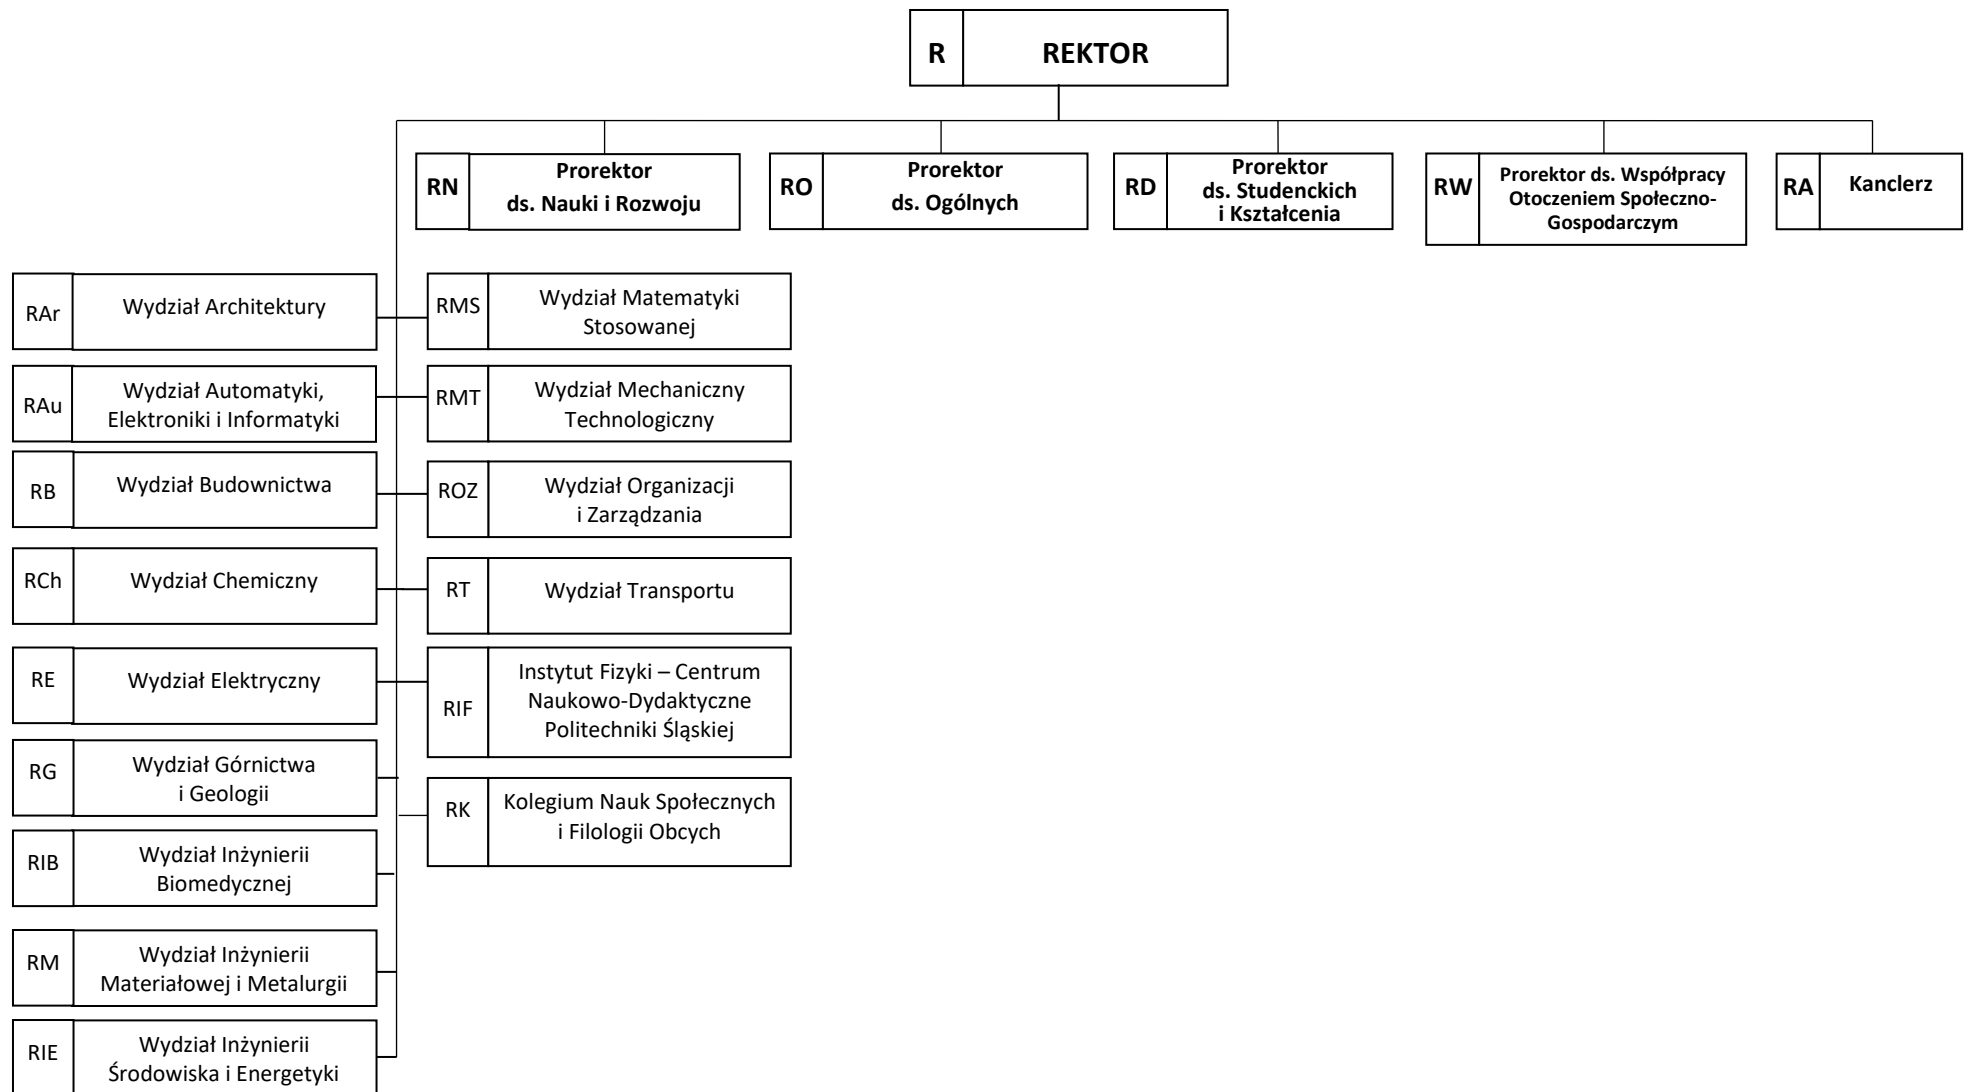 R
REKTOR
RN
Prorektor
ds. Nauki i Rozwoju
RO
Prorektor
ds. Ogólnych
RD
Prorektor
ds. Studenckich
i Kształcenia
RW
Prorektor ds. Współpracy
Otoczeniem Społeczno-
Gospodarczym
RA
Kanclerz
RAr
Wydział Architektury
RAu
Wydział Automatyki,
Elektroniki i Informatyki
RB
Wydział Budownictwa
RCh
Wydział Chemiczny
RE
Wydział Elektryczny
RG
Wydział Górnictwa
i Geologii
RIB
Wydział Inżynierii
Biomedycznej
RM
Wydział Inżynierii
Materiałowej i Metalurgii
RIE
Wydział Inżynierii
Środowiska i Energetyki
RMS
Wydział Matematyki
Stosowanej
RMT
Wydział Mechaniczny
Technologiczny
ROZ
Wydział Organizacji
i Zarządzania
RT
Wydział Transportu
RIF
Instytut Fizyki – Centrum
Naukowo-Dydaktyczne
Politechniki Śląskiej
RK
Kolegium Nauk Społecznych
i Filologii Obcych